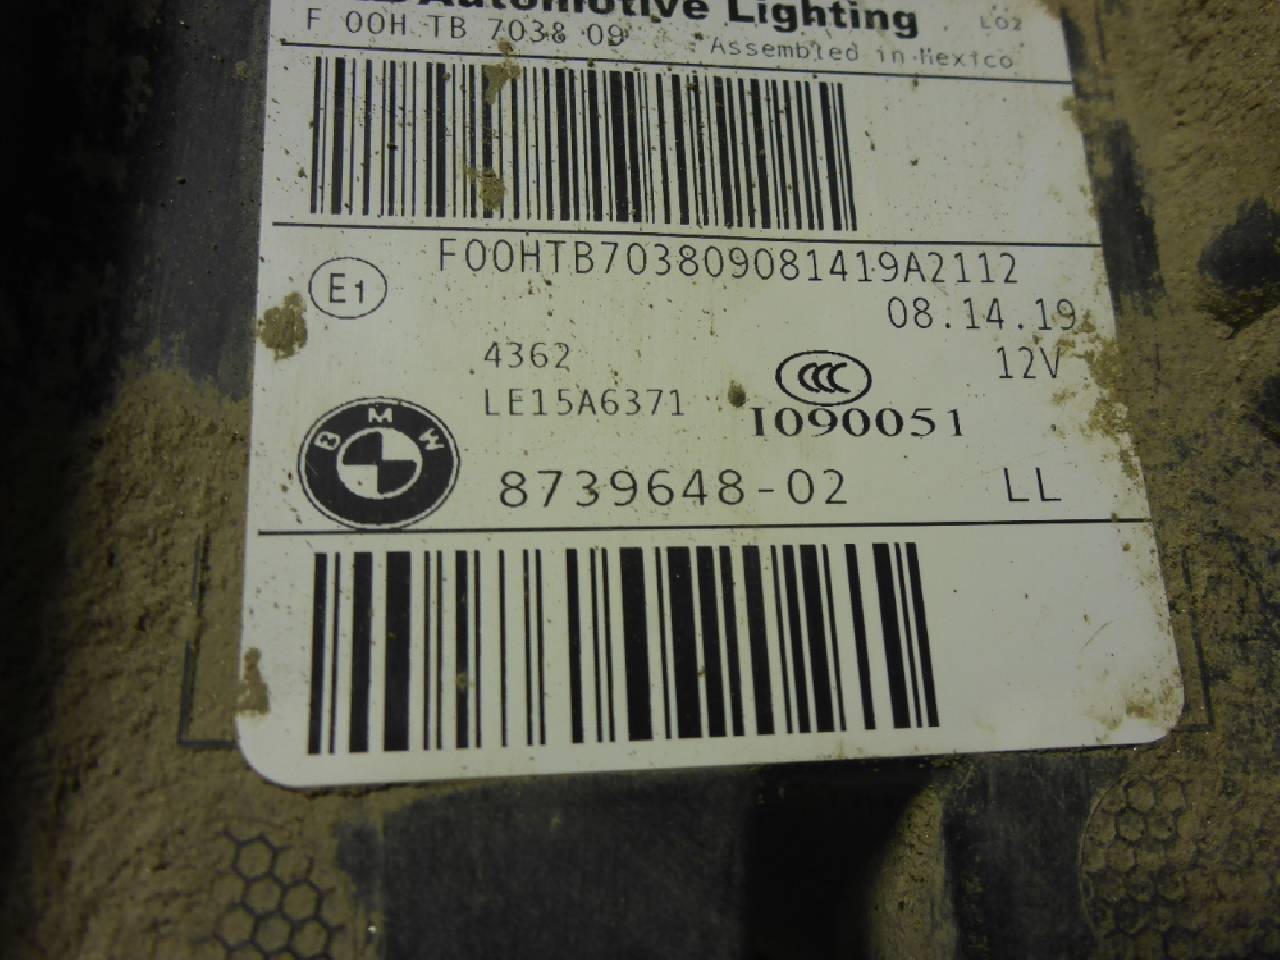 Automotive Lighting
L02
F 00H TB 7038 09
Assembled in Mexico
F00HTB703809081419A2112
E1
08.14.19
4362
CCC
12V
LE15A6371
I090051
BMW
8739648-02
LL